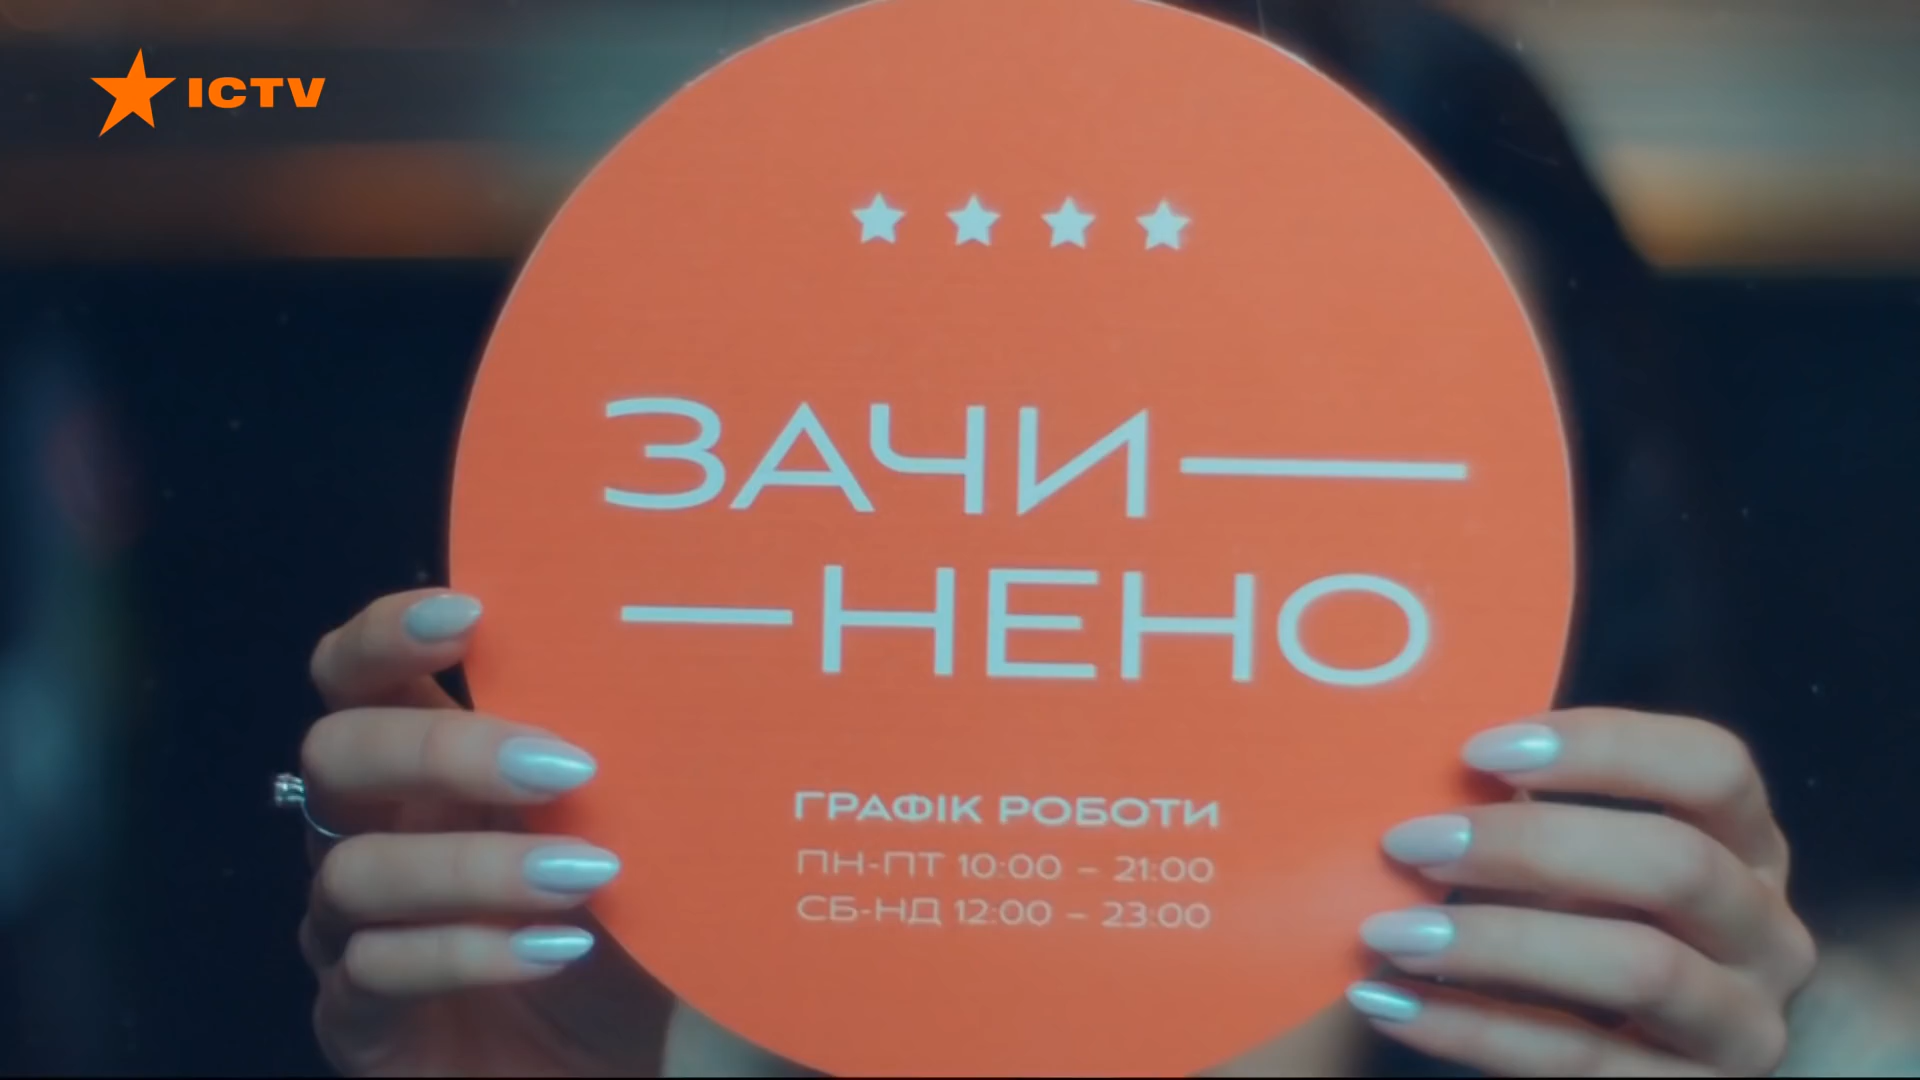 ICTV
ЗАЧИ—
—НЕНО
ГРАФІК РОБОТИ
ПН-ПТ 10:00 – 21:00
СБ-НД 12:00 – 23:00